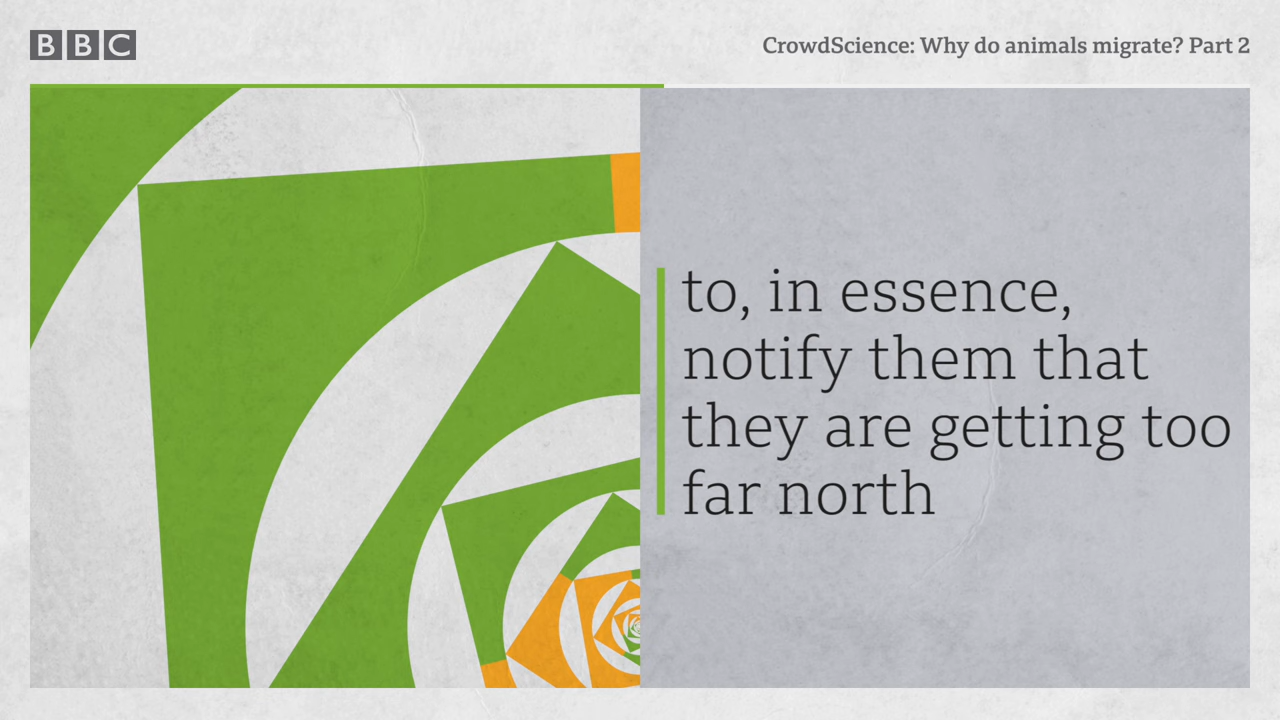 BBC
CrowdScience: Why do animals migrate? Part 2
to, in essence,
notify them that
they are getting too
far north